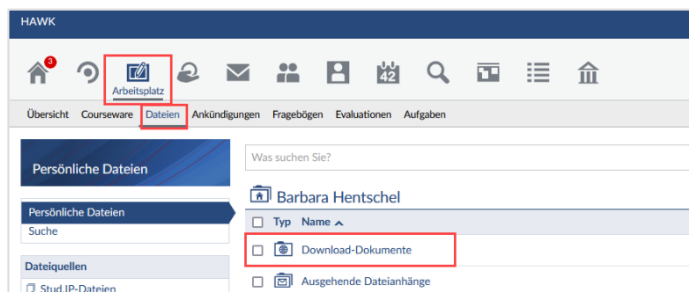 HAWK
3
42
Arbeitsplatz
Übersicht Courseware Dateien Ankündigungen Fragebögen Evaluationen Aufgaben
Persönliche Dateien
Was suchen Sie?
Barbara Hentschel
Persönliche Dateien
Suche
Typ Name
Download-Dokumente
Dateiquellen
Ausgehende Dateianhänge
Stud.IP-Dateien